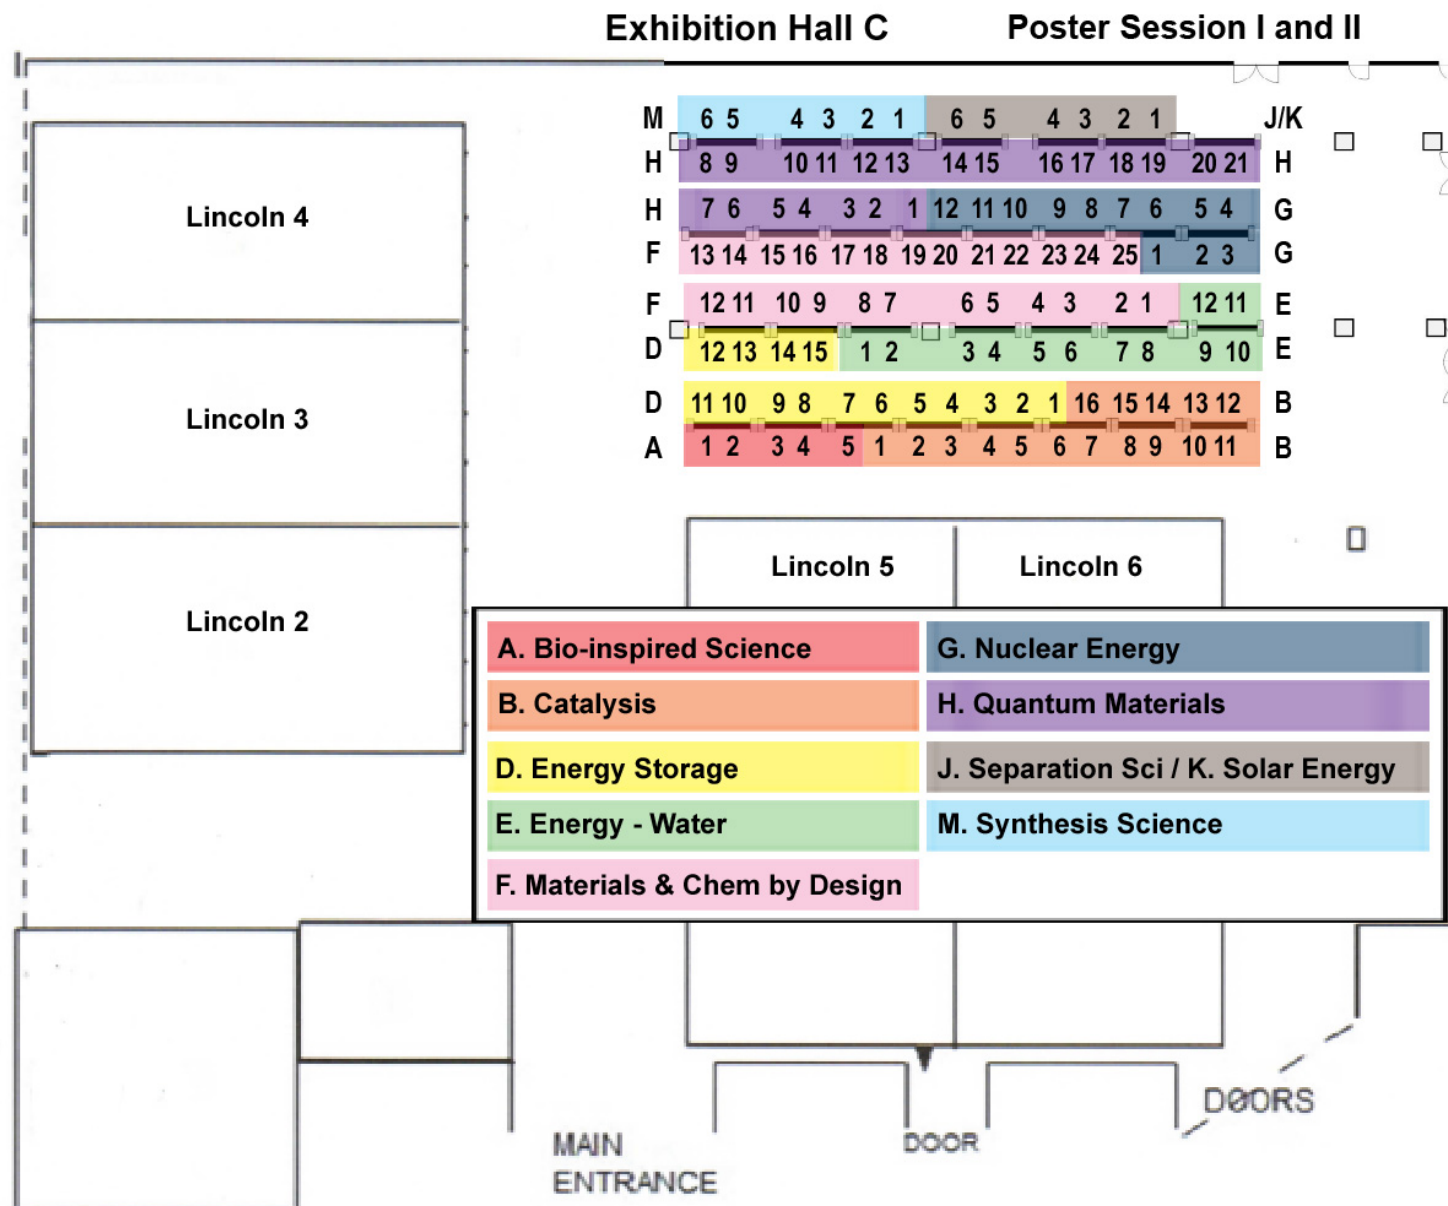 Exhibition Hall C Poster Session I and II
M 6 5 4 3 2 1 6 5 4 3 2 1 J/K
H 8 9 10 11 12 13 14 15 16 17 18 19 20 21 H
H 7 6 5 4 3 2 1 12 11 10 9 8 7 6 5 4 G
F 13 14 15 16 17 18 19 20 21 22 23 24 25 1 2 3 G
F 12 11 10 9 8 7 6 5 4 3 2 1 12 11 E
D 12 13 14 15 1 2 3 4 5 6 7 8 9 10 E
D 11 10 9 8 7 6 5 4 3 2 1 16 15 14 13 12 B
A 1 2 3 4 5 1 2 3 4 5 6 7 8 9 10 11 B
Lincoln 4
Lincoln 3
Lincoln 2
Lincoln 5 Lincoln 6
A. Bio-inspired Science
B. Catalysis
D. Energy Storage
E. Energy - Water
F. Materials & Chem by Design
G. Nuclear Energy
H. Quantum Materials
J. Separation Sci / K. Solar Energy
M. Synthesis Science
MAIN
ENTRANCE
DOOR
DOORS